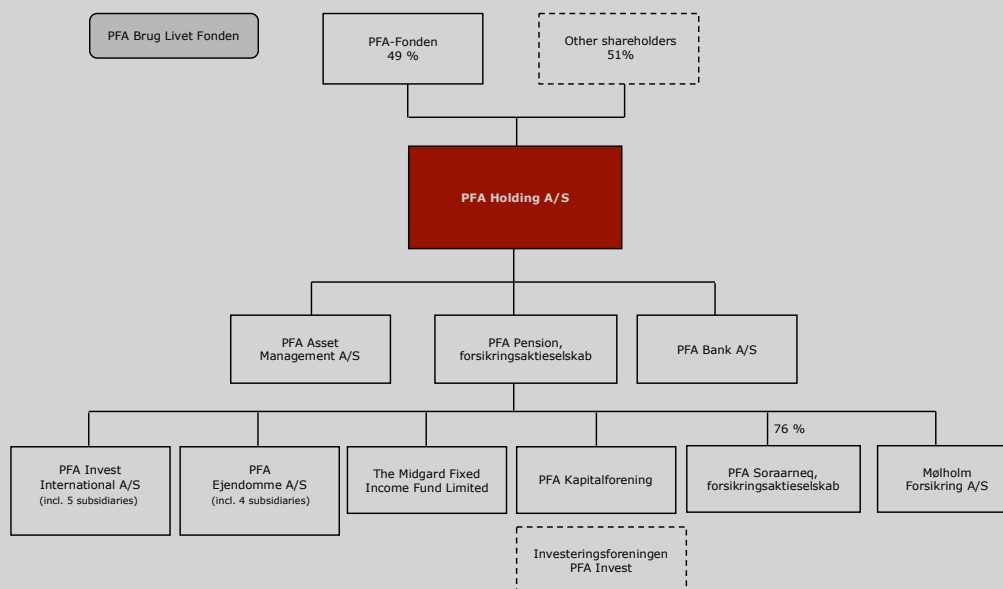 PFA Brug Livet Fonden
PFA-Fonden
49 %
Other shareholders
51%
PFA Holding A/S
PFA Asset
Management A/S
PFA Pension,
forsikringsaktieselskab
PFA Bank A/S
76 %
PFA Invest
International A/S
(incl. 5 subsidiaries)
PFA
Ejendomme A/S
(incl. 4 subsidiaries)
The Midgard Fixed
Income Fund Limited
PFA Kapitalforening
PFA Soraarneq,
forsikringsaktieselskab
Mølholm
Forsikring A/S
Investeringsforeningen
PFA Invest